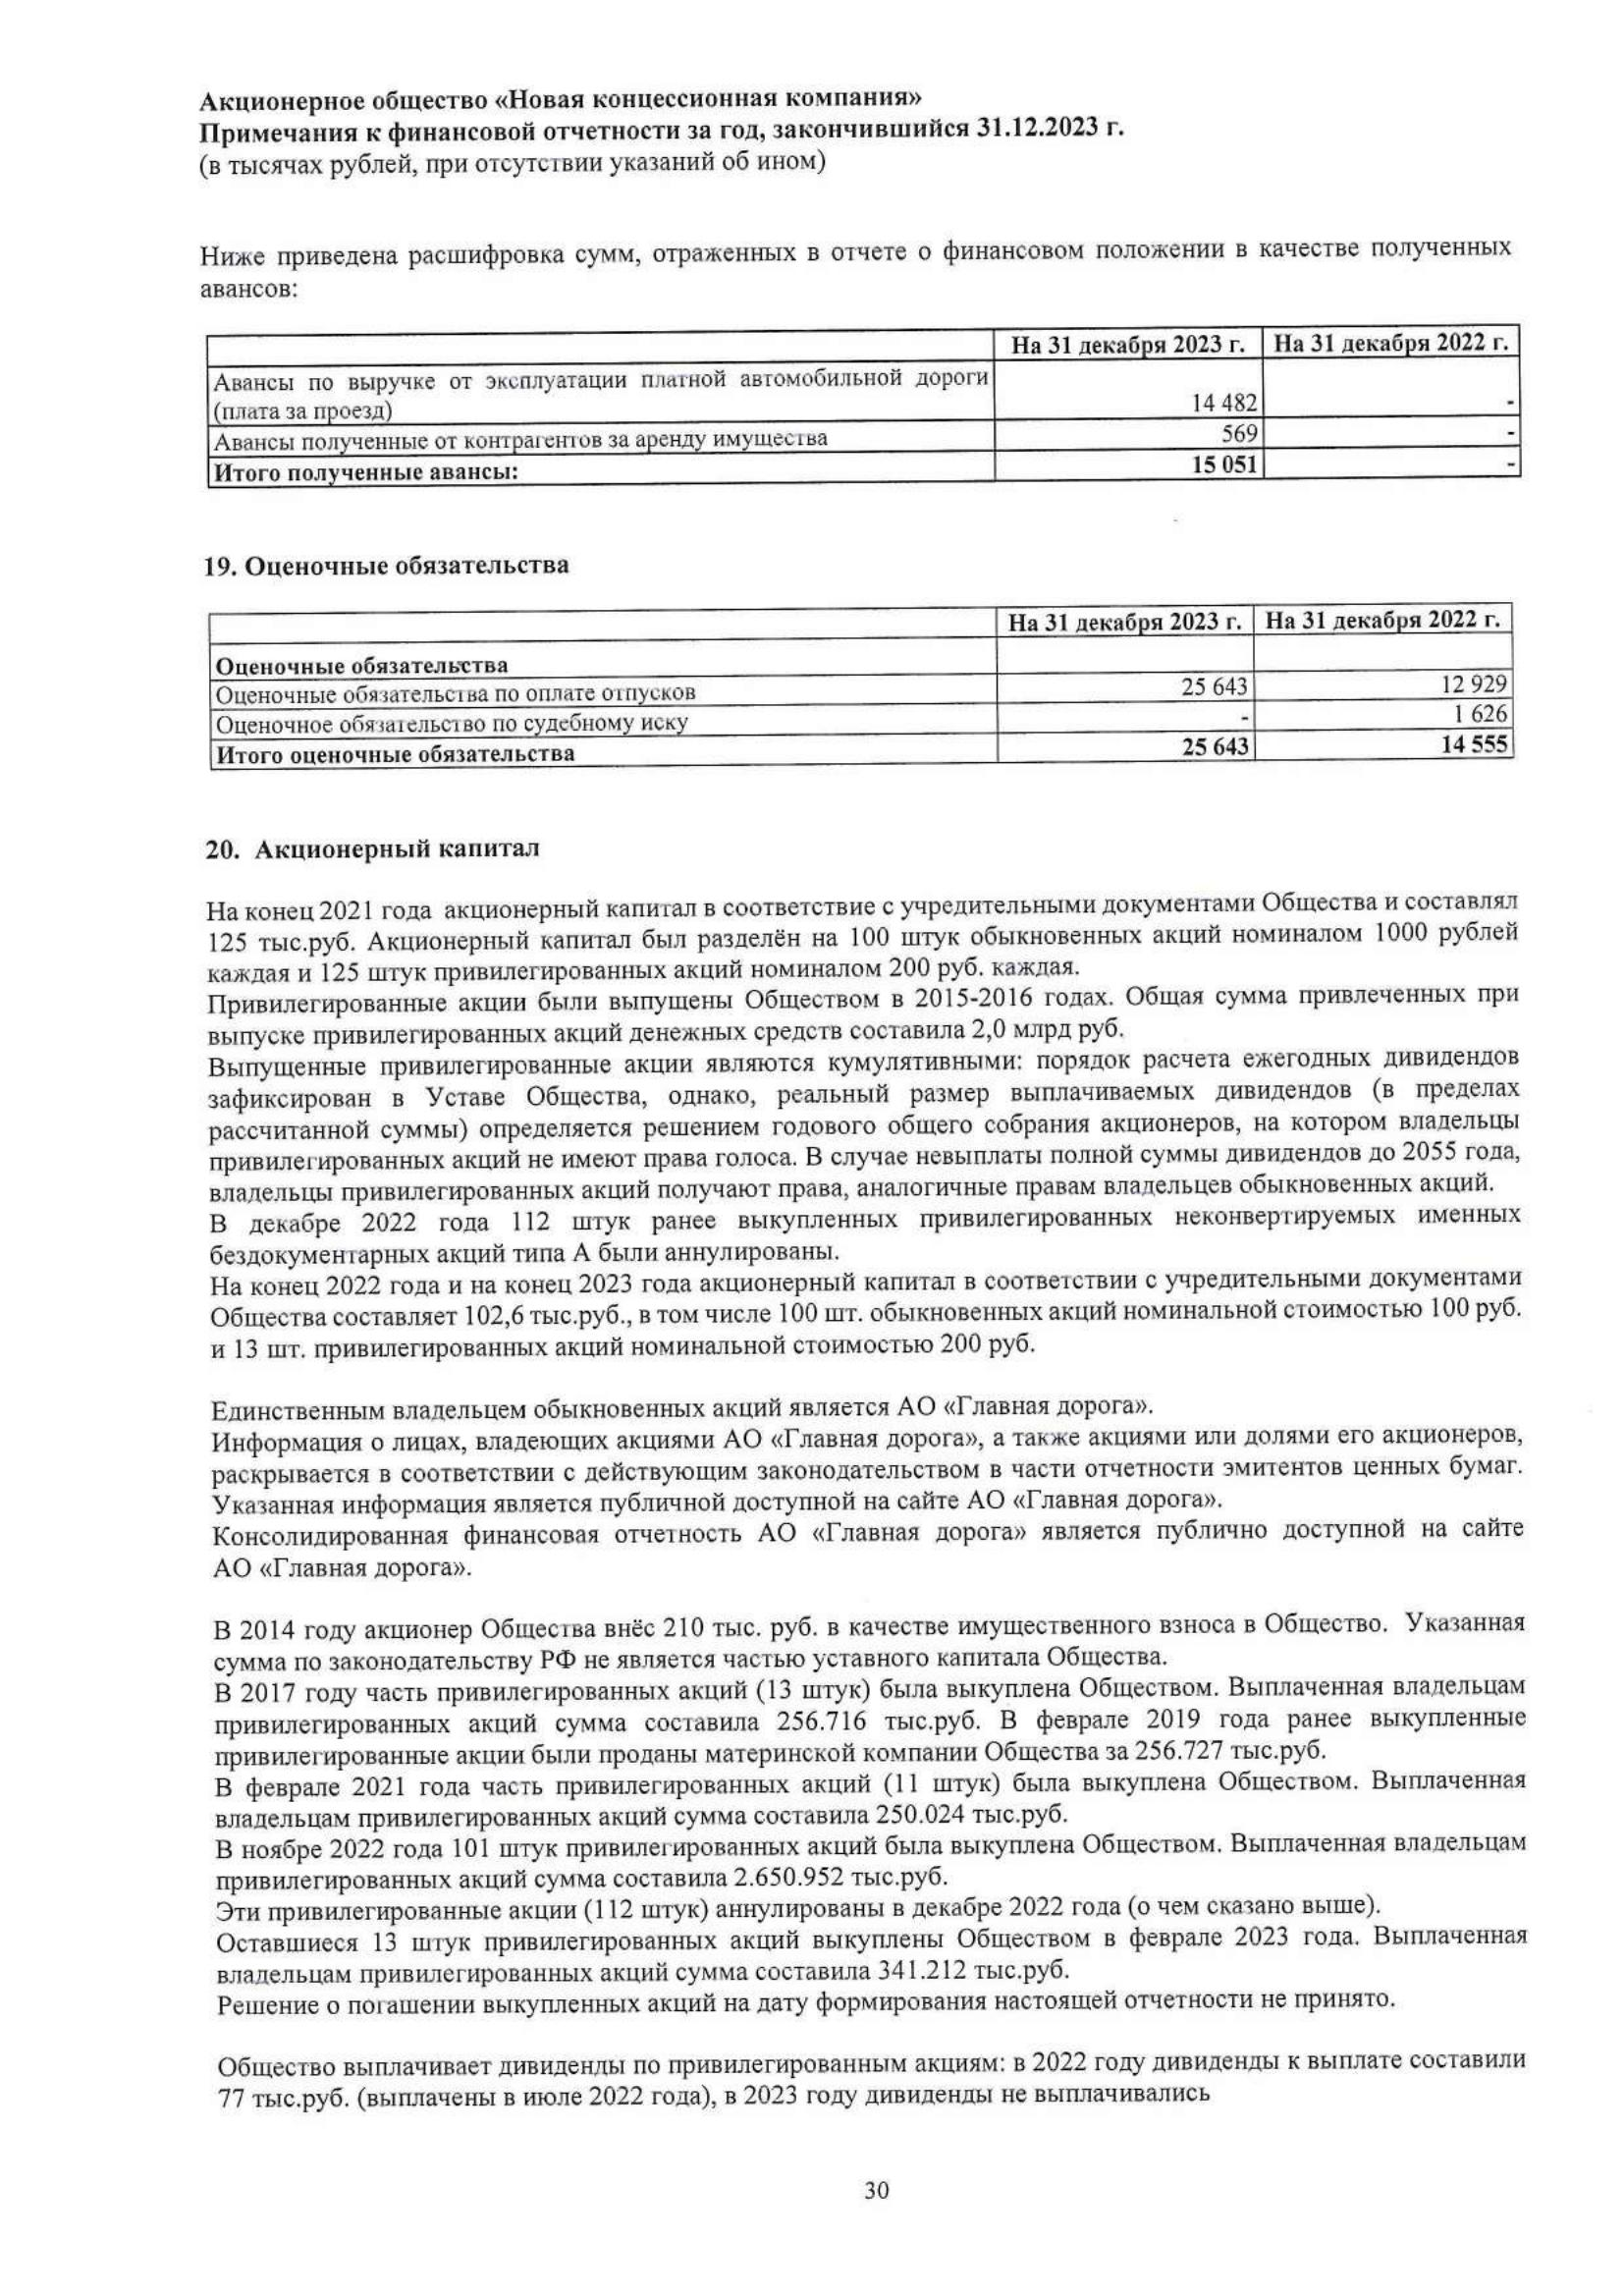 Акционерное общество «Новая концессионная компания»
Примечания к финансовой отчетности за год, закончившийся 31.12.2023 г.
(в тысячах рублей, при отсутствии указаний об ином)
Ниже приведена расшифровка сумм, отраженных в отчете о финансовом положении в качестве полученных
авансов:
На 31 декабря 2023 г. На 31 декабря 2022 г.
Авансы по выручке от эксплуатации платной автомобильной дороги
(плата за проезд) 14 482 -
Авансы полученные от контрагентов за аренду имущества 569 -
Итого полученные авансы: 15 051 -
19. Оценочные обязательства
На 31 декабря 2023 г. На 31 декабря 2022 г.
Оценочные обязательства
Оценочные обязательства по оплате отпусков 25 643 12 929
Оценочное обязательство по судебному иску - 1 626
Итого оценочные обязательства 25 643 14 555
20. Акционерный капитал
На конец 2021 года акционерный капитал в соответствие с учредительными документами Общества и составлял
125 тыс.руб. Акционерный капитал был разделён на 100 штук обыкновенных акций номиналом 1000 рублей
каждая и 125 штук привилегированных акций номиналом 200 руб. каждая.
Привилегированные акции были выпущены Обществом в 2015-2016 годах. Общая сумма привлеченных при
выпуске привилегированных акций денежных средств составила 2,0 млрд руб.
Выпущенные привилегированные акции являются кумулятивными: порядок расчета ежегодных дивидендов
зафиксирован в Уставе Общества, однако, реальный размер выплачиваемых дивидендов (в пределах
рассчитанной суммы) определяется решением годового общего собрания акционеров, на котором владельцы
привилегированных акций не имеют права голоса. В случае невыплаты полной суммы дивидендов до 2055 года,
владельцы привилегированных акций получают права, аналогичные правам владельцев обыкновенных акций.
В декабре 2022 года 112 штук ранее выкупленных привилегированных неконвертируемых именных
бездокументарных акций типа А были аннулированы.
На конец 2022 года и на конец 2023 года акционерный капитал в соответствии с учредительными документами
Общества составляет 102,6 тыс.руб., в том числе 100 шт. обыкновенных акций номинальной стоимостью 100 руб.
и 13 шт. привилегированных акций номинальной стоимостью 200 руб.
Единственным владельцем обыкновенных акций является АО «Главная дорога».
Информация о лицах, владеющих акциями АО «Главная дорога», а также акциями или долями его акционеров,
раскрывается в соответствии с действующим законодательством в части отчетности эмитентов ценных бумаг.
Указанная информация является публичной доступной на сайте АО «Главная дорога».
Консолидированная финансовая отчетность АО «Главная дорога» является публично доступной на сайте
АО «Главная дорога».
В 2014 году акционер Общества внёс 210 тыс. руб. в качестве имущественного взноса в Общество. Указанная
сумма по законодательству РФ не является частью уставного капитала Общества.
В 2017 году часть привилегированных акций (13 штук) была выкуплена Обществом. Выплаченная владельцам
привилегированных акций сумма составила 256.716 тыс.руб. В феврале 2019 года ранее выкупленные
привилегированные акции были проданы материнской компании Общества за 256.727 тыс.руб.
В феврале 2021 года часть привилегированных акций (11 штук) была выкуплена Обществом. Выплаченная
владельцам привилегированных акций сумма составила 250.024 тыс.руб.
В ноябре 2022 года 101 штук привилегированных акций была выкуплена Обществом. Выплаченная владельцам
привилегированных акций сумма составила 2.650.952 тыс.руб.
Эти привилегированные акции (112 штук) аннулированы в декабре 2022 года (о чем сказано выше).
Оставшиеся 13 штук привилегированных акций выкуплены Обществом в феврале 2023 года. Выплаченная
владельцам привилегированных акций сумма составила 341.212 тыс.руб.
Решение о погашении выкупленных акций на дату формирования настоящей отчетности не принято.
Общество выплачивает дивиденды по привилегированным акциям: в 2022 году дивиденды к выплате составили
77 тыс.руб. (выплачены в июле 2022 года), в 2023 году дивиденды не выплачивались
30